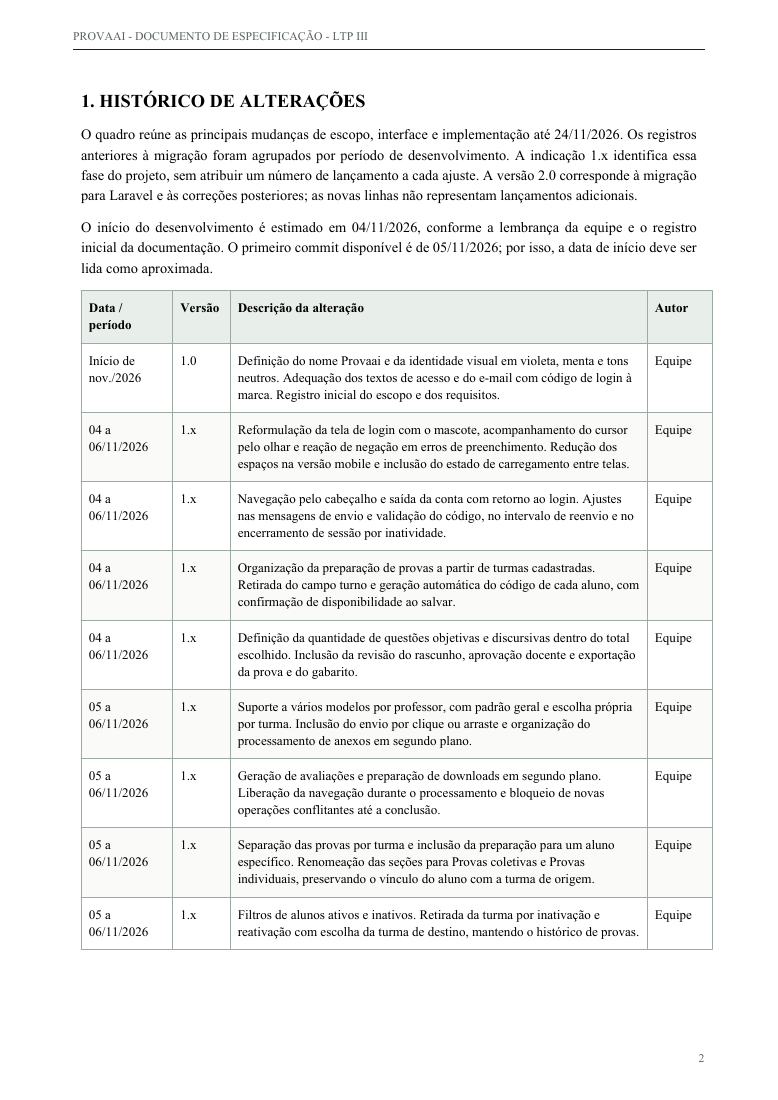 PROVAAI - DOCUMENTO DE ESPECIFICAÇÃO - LTP III
1. HISTÓRICO DE ALTERAÇÕES
O quadro reúne as principais mudanças de escopo, interface e implementação até 24/11/2026. Os registros
anteriores à migração foram agrupados por período de desenvolvimento. A indicação 1.x identifica essa
fase do projeto, sem atribuir um número de lançamento a cada ajuste. A versão 2.0 corresponde à migração
para Laravel e às correções posteriores; as novas linhas não representam lançamentos adicionais.
O início do desenvolvimento é estimado em 04/11/2026, conforme a lembrança da equipe e o registro
inicial da documentação. O primeiro commit disponível é de 05/11/2026; por isso, a data de início deve ser
lida como aproximada.
Data / Versão Descrição da alteração Autor
período
Início de 1.0 Definição do nome Provaai e da identidade visual em violeta, menta e tons Equipe
nov./2026 neutros. Adequação dos textos de acesso e do e-mail com código de login à
marca. Registro inicial do escopo e dos requisitos.
04 a 1.x Reformulação da tela de login com o mascote, acompanhamento do cursor Equipe
06/11/2026 pelo olhar e reação de negação em erros de preenchimento. Redução dos
espaços na versão mobile e inclusão do estado de carregamento entre telas.
04 a 1.x Navegação pelo cabeçalho e saída da conta com retorno ao login. Ajustes Equipe
06/11/2026 nas mensagens de envio e validação do código, no intervalo de reenvio e no
encerramento de sessão por inatividade.
04 a 1.x Organização da preparação de provas a partir de turmas cadastradas. Equipe
06/11/2026 Retirada do campo turno e geração automática do código de cada aluno, com
confirmação de disponibilidade ao salvar.
04 a 1.x Definição da quantidade de questões objetivas e discursivas dentro do total Equipe
06/11/2026 escolhido. Inclusão da revisão do rascunho, aprovação docente e exportação
da prova e do gabarito.
05 a 1.x Suporte a vários modelos por professor, com padrão geral e escolha própria Equipe
06/11/2026 por turma. Inclusão do envio por clique ou arraste e organização do
processamento de anexos em segundo plano.
05 a 1.x Geração de avaliações e preparação de downloads em segundo plano. Equipe
06/11/2026 Liberação da navegação durante o processamento e bloqueio de novas
operações conflitantes até a conclusão.
05 a 1.x Separação das provas por turma e inclusão da preparação para um aluno Equipe
06/11/2026 específico. Renomeação das seções para Provas coletivas e Provas
individuais, preservando o vínculo do aluno com a turma de origem.
05 a 1.x Filtros de alunos ativos e inativos. Retirada da turma por inativação e Equipe
06/11/2026 reativação com escolha da turma de destino, mantendo o histórico de provas.
2